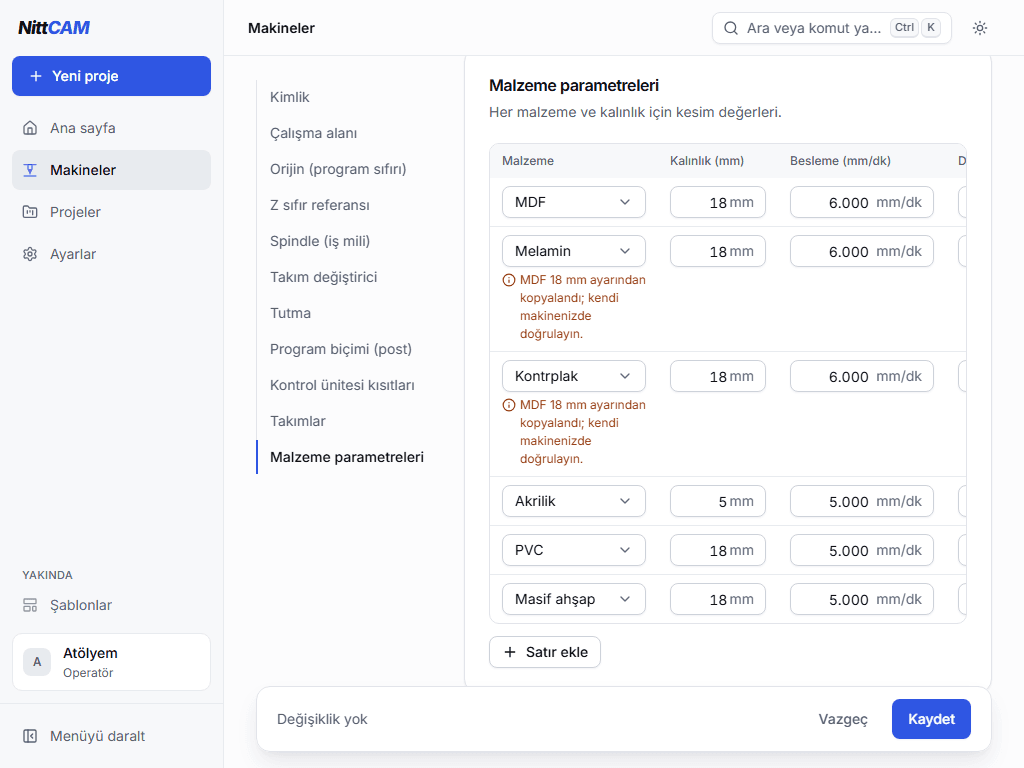 NittCAM
Makineler
Ara veya komut ya... Ctrl K
Yeni proje
Ana sayfa
Makineler
Projeler
Ayarlar
YAKINDA
Şablonlar
A
Atölyem
Operatör
Menüyü daralt
Kimlik
Çalışma alanı
Orijin (program sıfırı)
Z sıfır referansı
Spindle (iş mili)
Takım değiştirici
Tutma
Program biçimi (post)
Kontrol ünitesi kısıtları
Takımlar
Malzeme parametreleri
Malzeme parametreleri
Her malzeme ve kalınlık için kesim değerleri.
Malzeme Kalınlık (mm) Besleme (mm/dk) D
MDF 18 mm 6.000 mm/dk
Melamin 18 mm 6.000 mm/dk
MDF 18 mm ayarından
kopyalandı; kendi
makinenizde
doğrulayın.
Kontrplak 18 mm 6.000 mm/dk
MDF 18 mm ayarından
kopyalandı; kendi
makinenizde
doğrulayın.
Akrilik 5 mm 5.000 mm/dk
PVC 18 mm 5.000 mm/dk
Masif ahşap 18 mm 5.000 mm/dk
Satır ekle
Değişiklik yok Vazgeç Kaydet